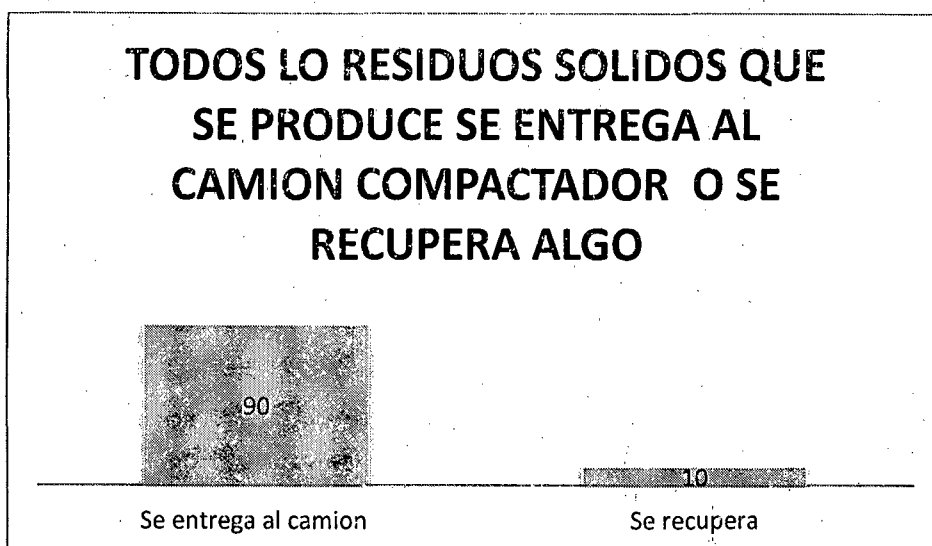 TODOS LO RESIDUOS SOLIDOS QUE
SE PRODUCE SE ENTREGA AL
CAMION COMPACTADOR O SE
RECUPERA ALGO
90
10
Se entrega al camion
Se recupera